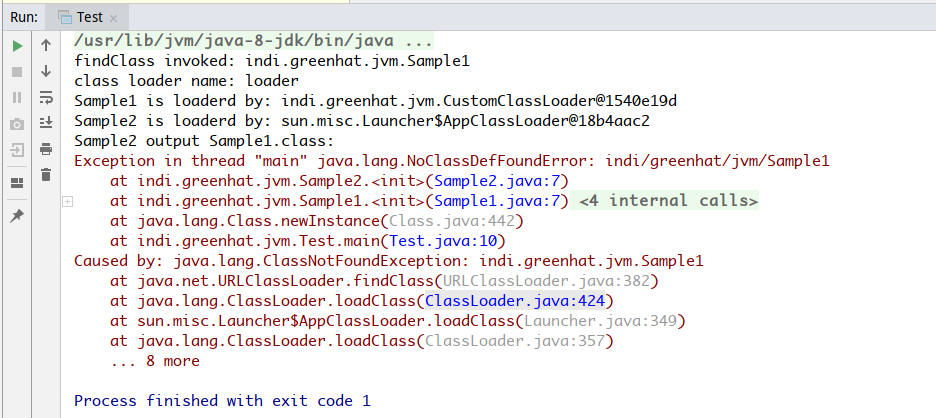 Run: Test
/usr/lib/jvm/java-8-jdk/bin/java ...
findClass invoked: indi.greenhat.jvm.Sample1
class loader name: loader
Sample1 is loaderd by: indi.greenhat.jvm.CustomClassLoader@1540e19d
Sample2 is loaderd by: sun.misc.Launcher$AppClassLoader@18b4aac2
Sample2 output Sample1.class:
Exception in thread "main" java.lang.NoClassDefFoundError: indi/greenhat/jvm/Sample1
at indi.greenhat.jvm.Sample2.<init>(Sample2.java:7)
at indi.greenhat.jvm.Sample1.<init>(Sample1.java:7) <4 internal calls>
at java.lang.Class.newInstance(Class.java:442)
at indi.greenhat.jvm.Test.main(Test.java:10)
Caused by: java.lang.ClassNotFoundException: indi.greenhat.jvm.Sample1
at java.net.URLClassLoader.findClass(URLClassLoader.java:382)
at java.lang.ClassLoader.loadClass(ClassLoader.java:424)
at sun.misc.Launcher$AppClassLoader.loadClass(Launcher.java:349)
at java.lang.ClassLoader.loadClass(ClassLoader.java:357)
... 8 more
Process finished with exit code 1